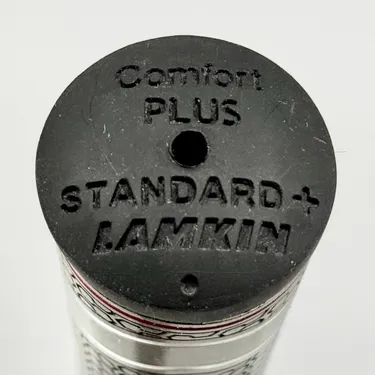 Comfort
PLUS
STANDARD+
LAMKIN